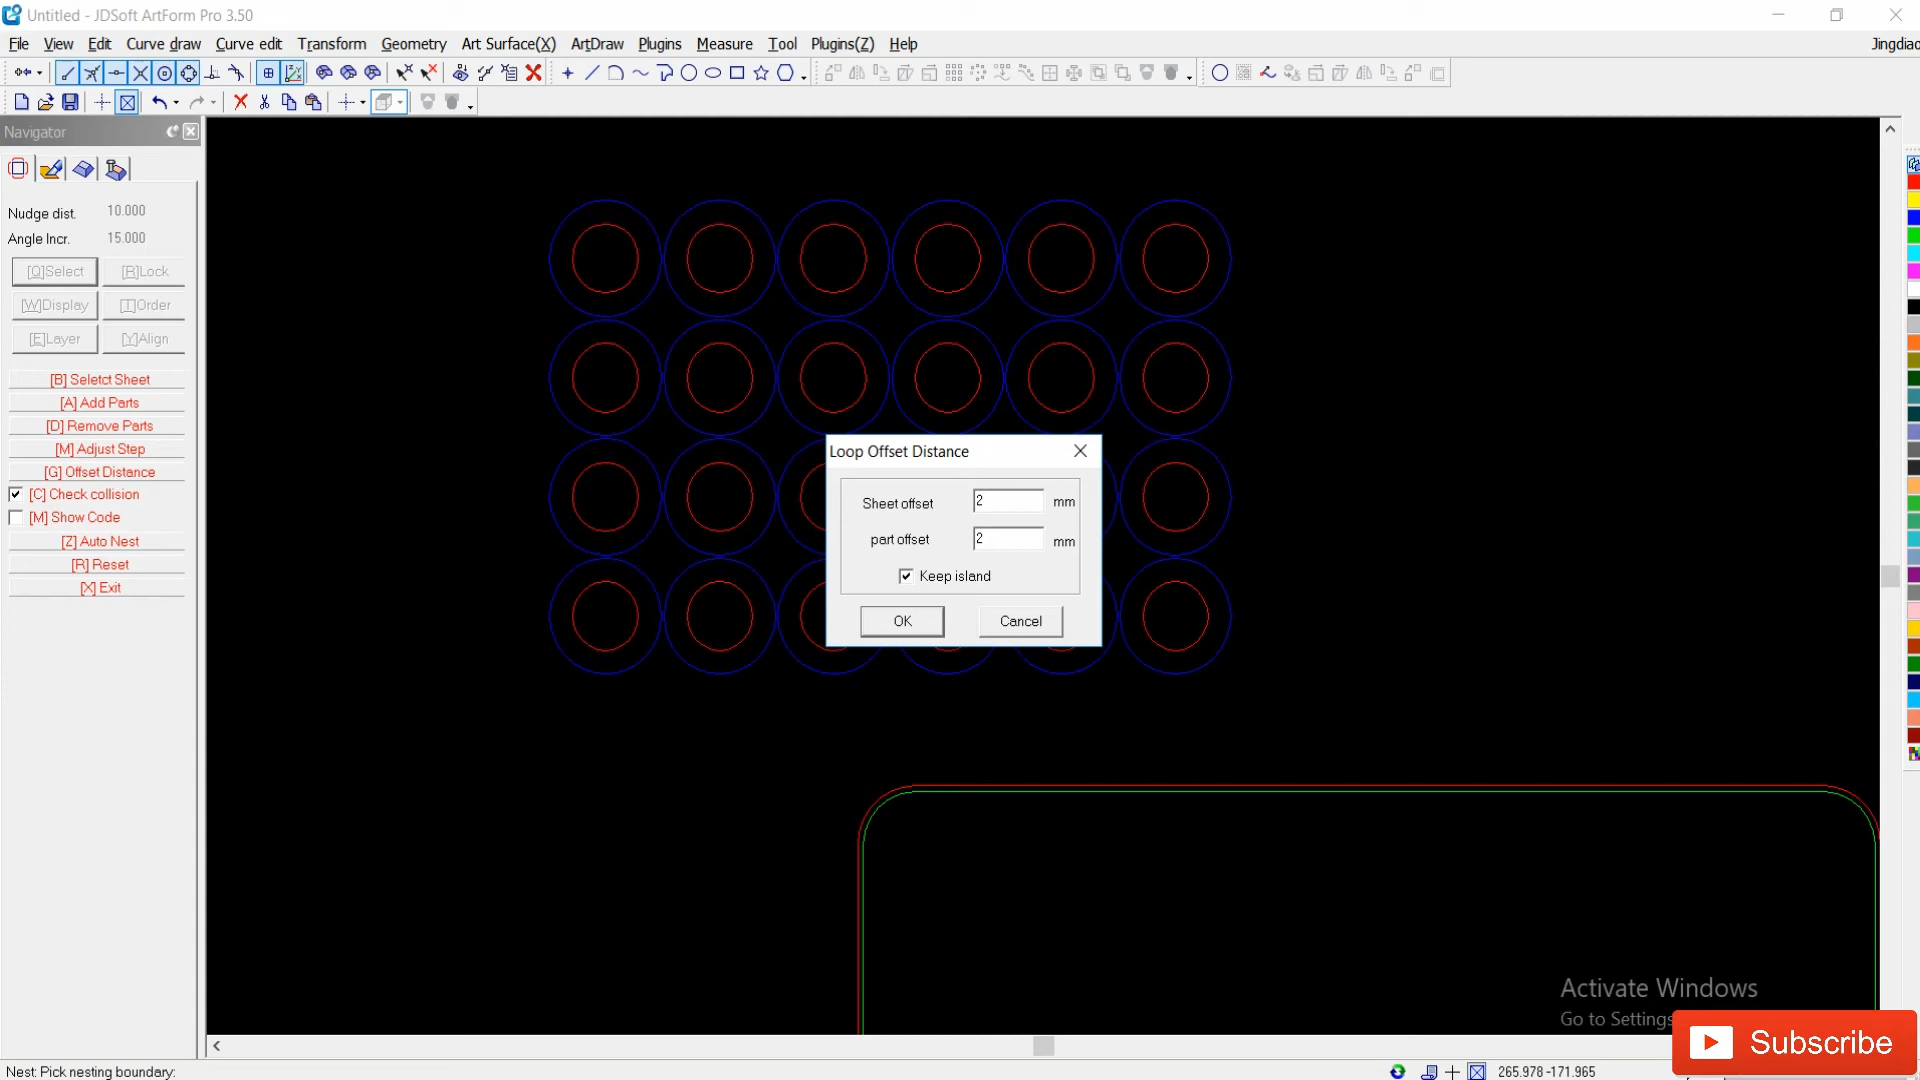 Untitled - JDSoft ArtForm Pro 3.50
File View Edit Curve draw Curve edit Transform Geometry Art Surface(X) ArtDraw Plugins Measure Tool Plugins(Z) Help Jingdiao
Navigator
Nudge dist. 10.000
Angle Incr. 15.000
[Q]Select [R]Lock
[W]Display [T]Order
[E]Layer [Y]Align
[B] Seletct Sheet
[A] Add Parts
[D] Remove Parts
[M] Adjust Step
[G] Offset Distance
[C] Check collision
[M] Show Code
[Z] Auto Nest
[R] Reset
[X] Exit
Loop Offset Distance
Sheet offset 2 mm
part offset 2 mm
Keep island
OK Cancel
Activate Windows
Go to Settings
Subscribe
Nest: Pick nesting boundary: 265.978 -171.965